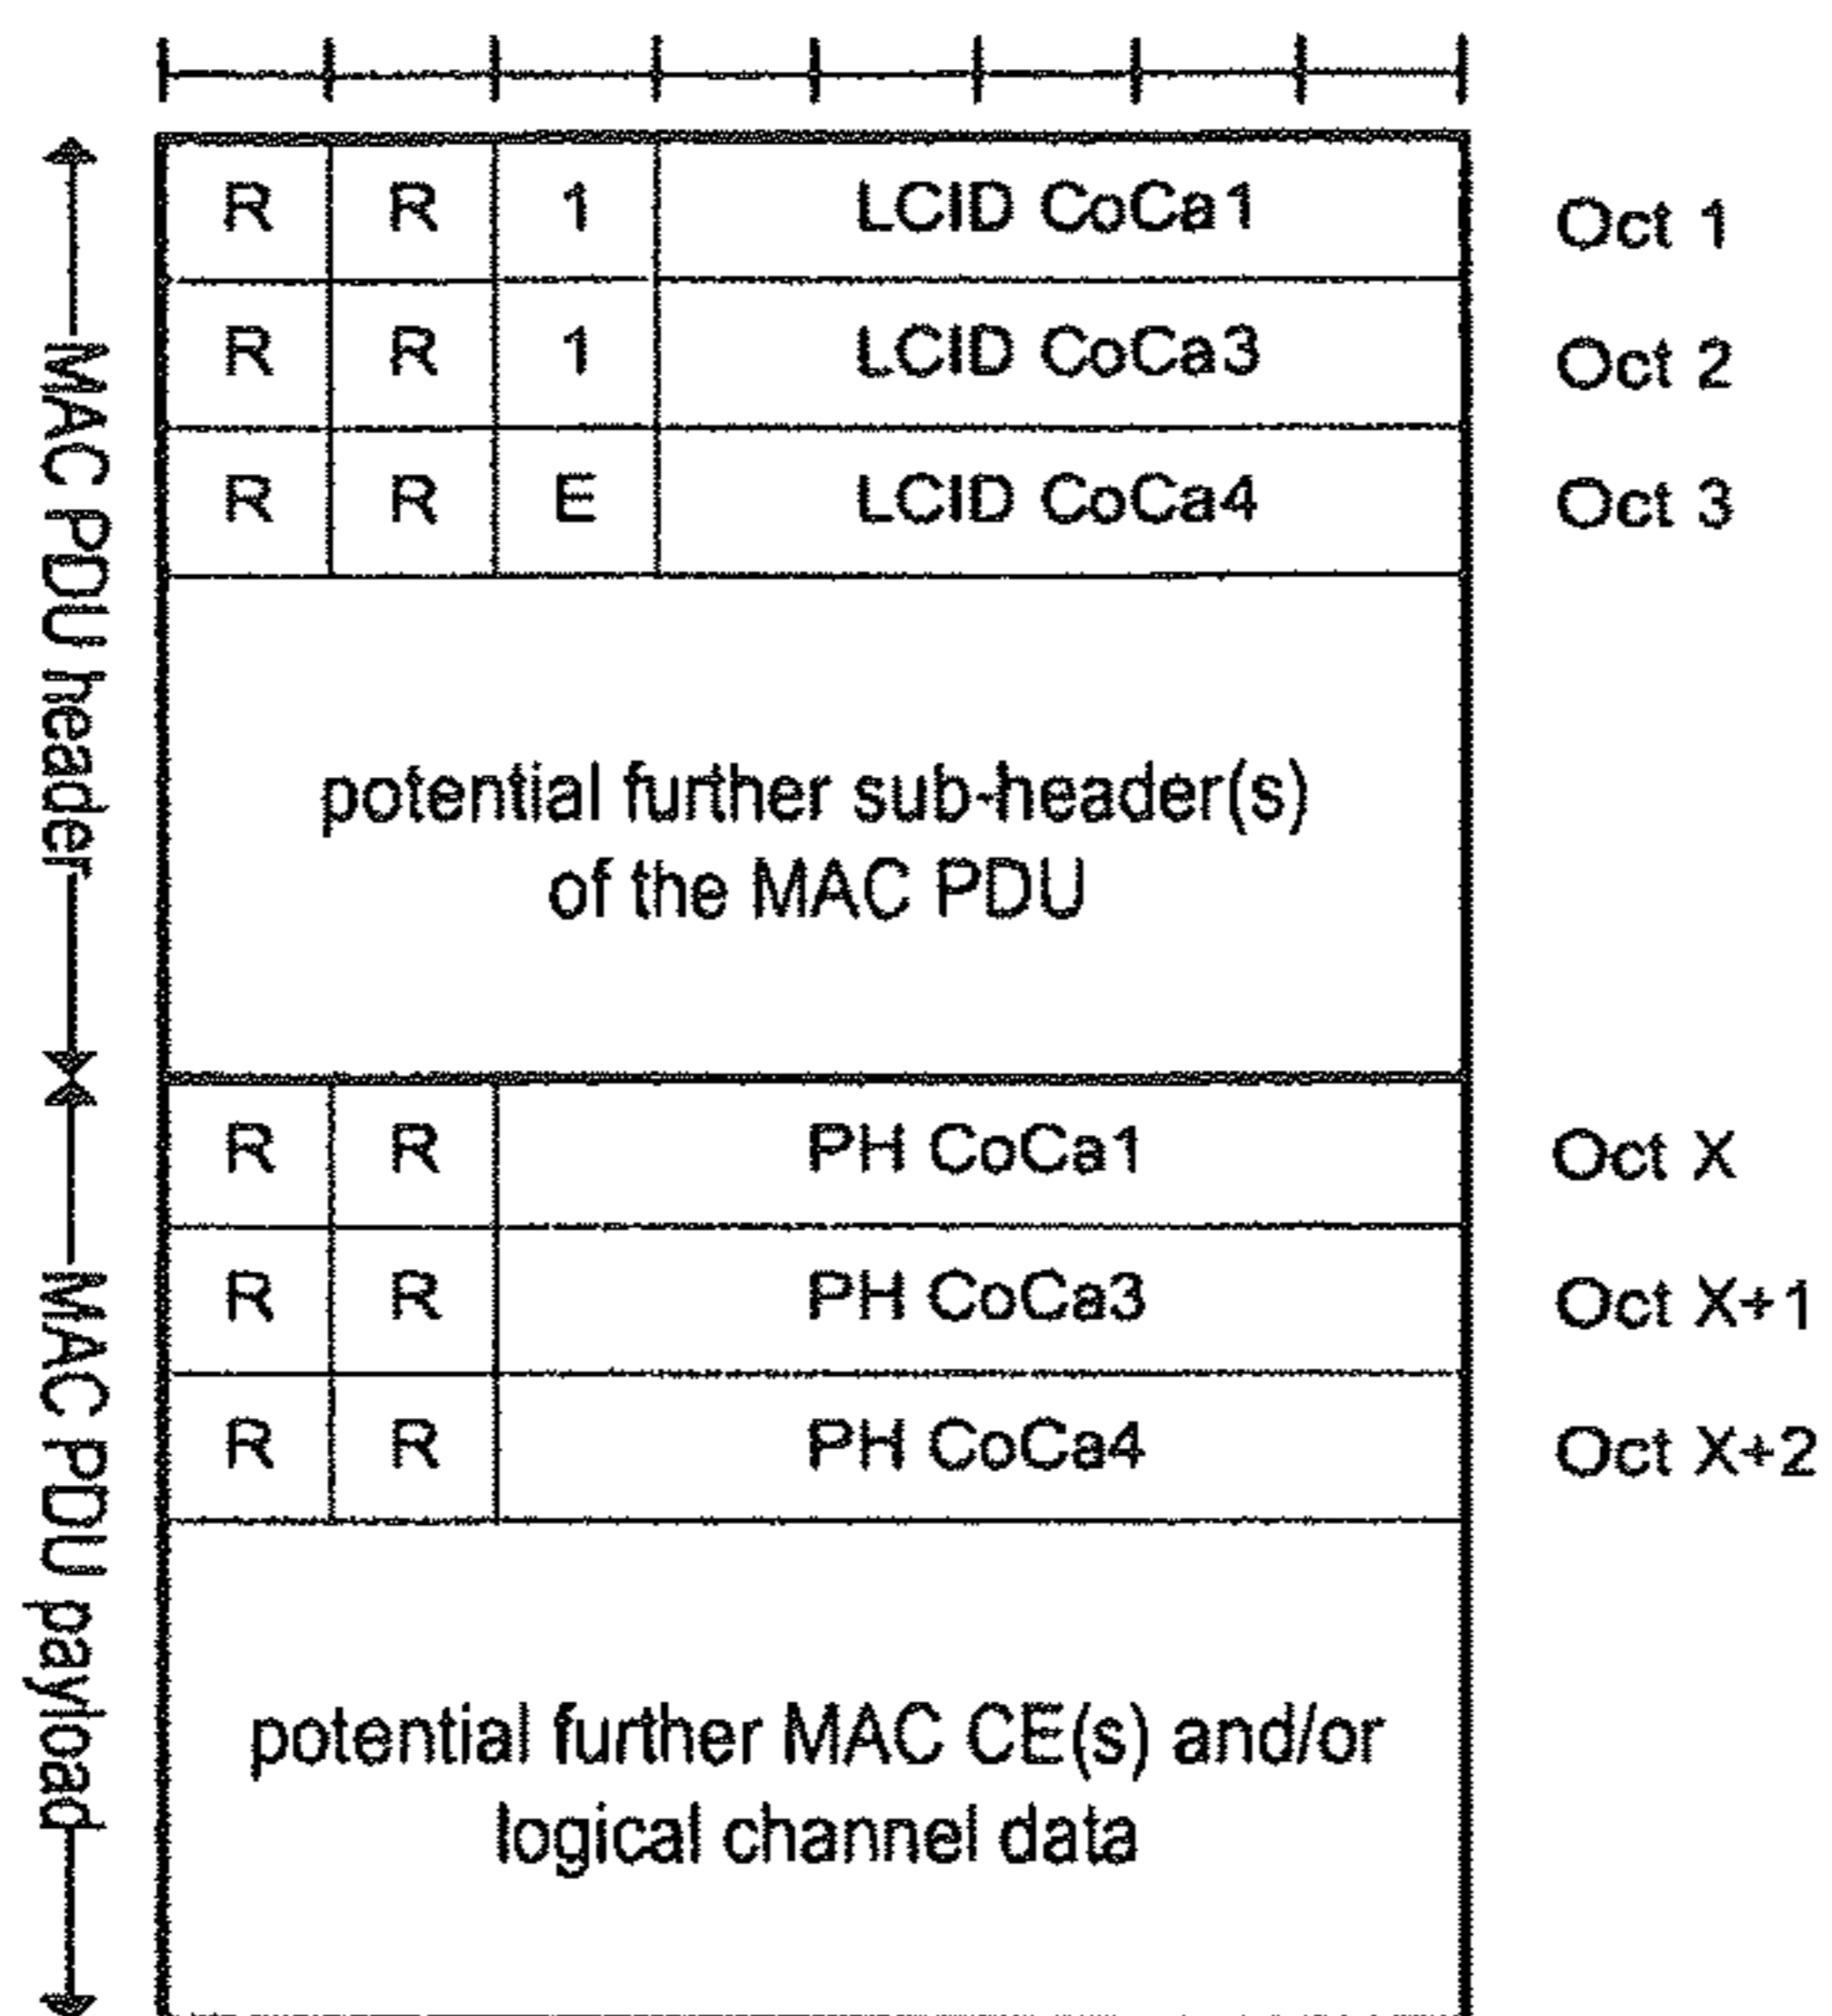 R R 1 LCID CoCa1 Oct 1
R R 1 LCID CoCa3 Oct 2
R R E LCID CoCa4 Oct 3
MAC PDU header
potential further sub-header(s)
of the MAC PDU
R R PH CoCa1 Oct X
R R PH CoCa3 Oct X+1
R R PH CoCa4 Oct X+2
MAC PDU payload
potential further MAC CE(s) and/or
logical channel data